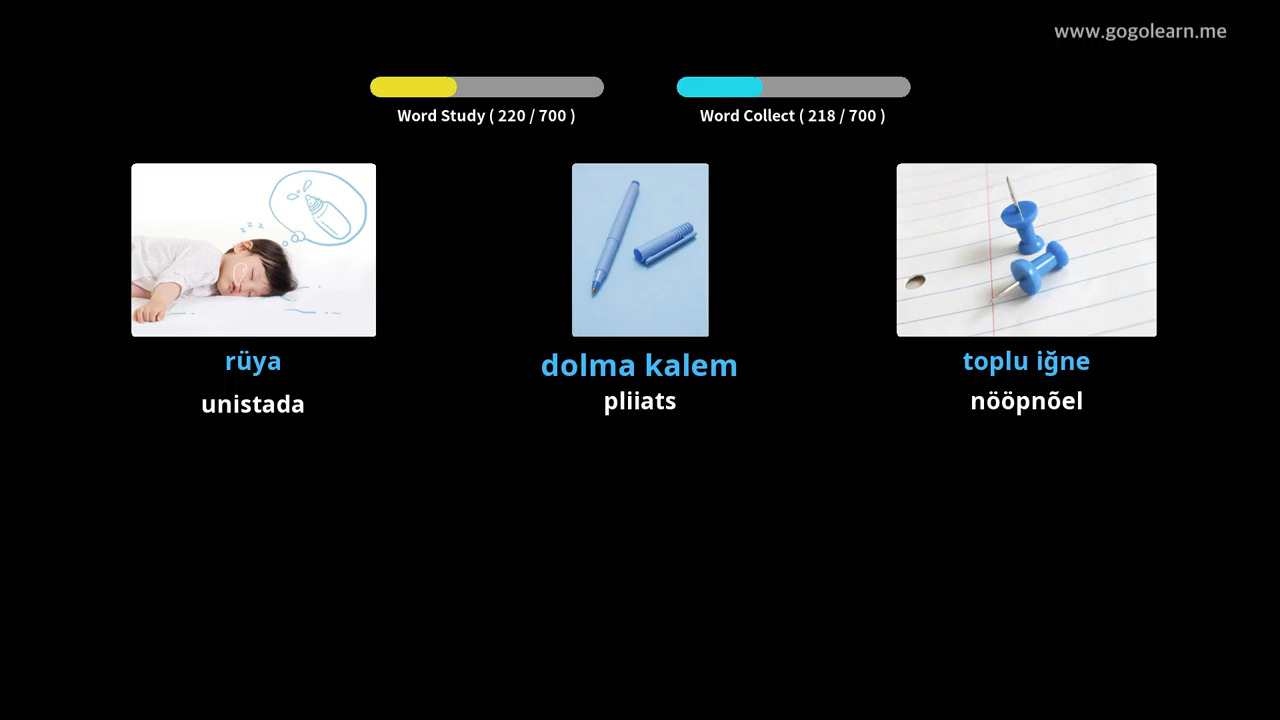 www.gogolearn.me
Word Study ( 220 / 700 )
Word Collect ( 218 / 700 )
rüya
dolma kalem
toplu iğne
unistada
pliiats
nööpnõel